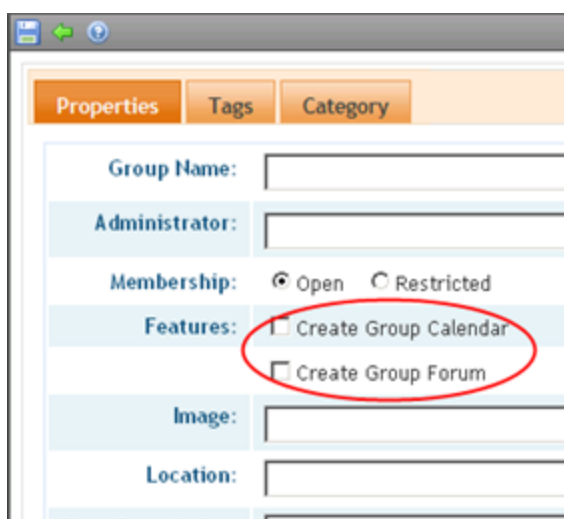 Properties Tags Category
Group Name:
Administrator:
Membership: Open Restricted
Features: Create Group Calendar
Create Group Forum
Image:
Location: